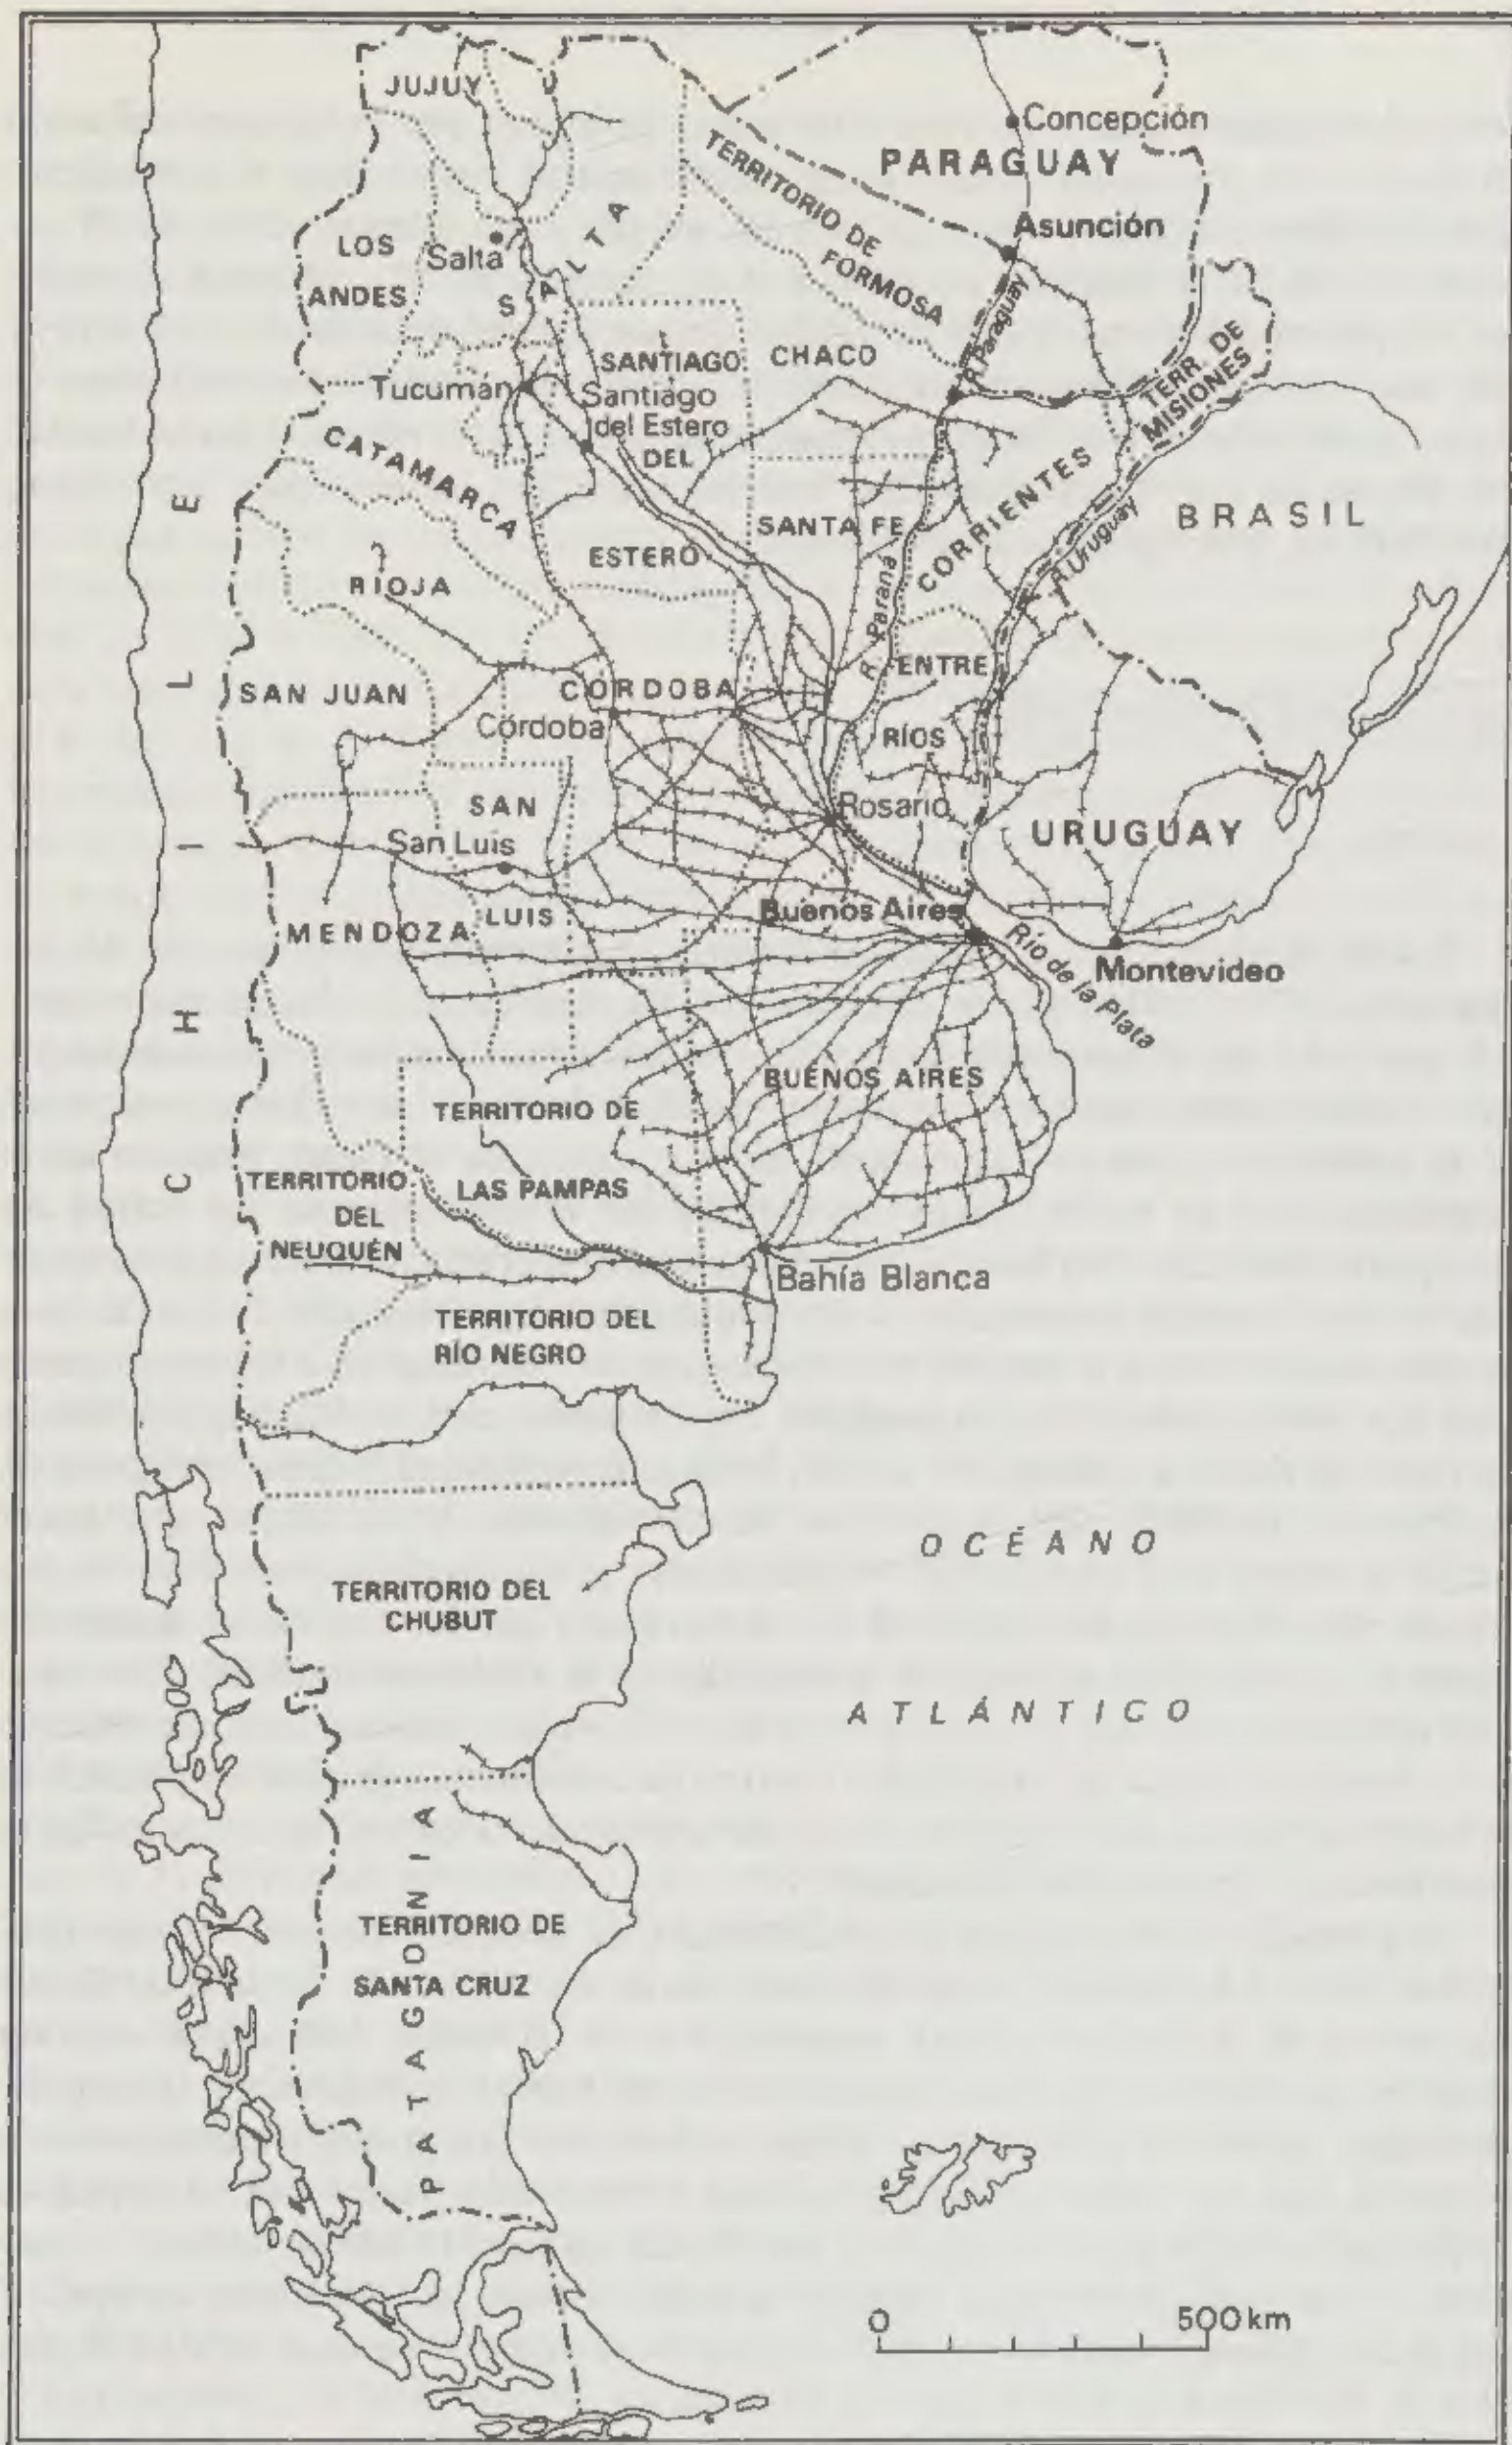 JUJUY
Concepción
PARAGUAY
TERRITORIO DE
FORMOSA
Asunción
LOS
ANDES
Salta
SALTA
R. Paraguay
SANTIAGO
CHACO
TERR. DE
MISIONES
Tucumán
Santiago
del Estero
DEL
CATAMARCA
SANTA FE
CORRIENTES
BRASIL
ESTERO
R. Uruguay
RIOJA
R. Paraná
ENTRE
SAN JUAN
CÓRDOBA
Córdoba
RÍOS
SAN
Rosario
San Luis
URUGUAY
MENDOZA
LUIS
Buenos Aires
Río de la Plata
Montevideo
CHILE
BUENOS AIRES
TERRITORIO DE
LAS PAMPAS
TERRITORIO
DEL
NEUQUÉN
Bahía Blanca
TERRITORIO DEL
RÍO NEGRO
OCÉANO
TERRITORIO DEL
CHUBUT
ATLÁNTICO
PATAGONIA
TERRITORIO DE
SANTA CRUZ
0 500 km